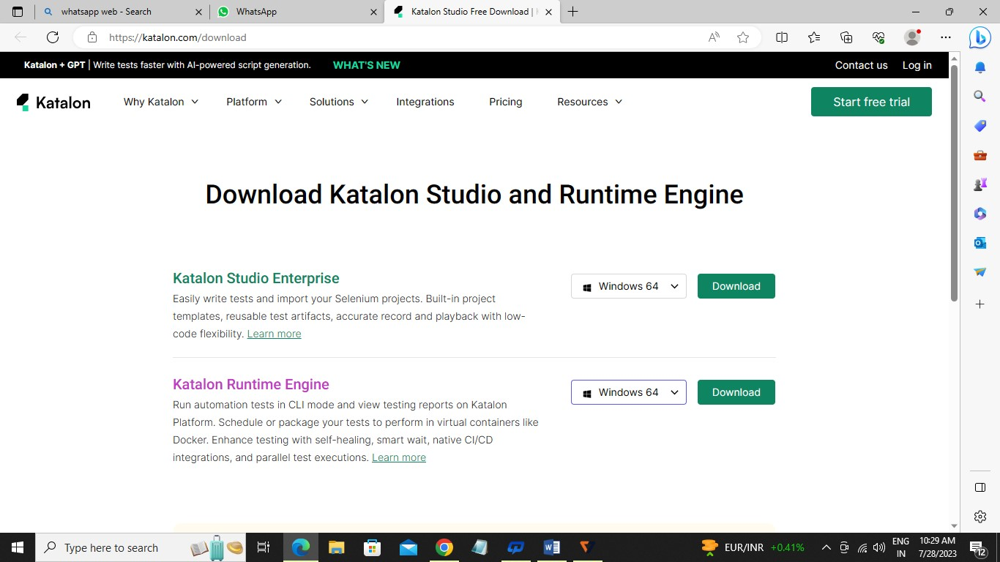 whatsapp web - Search
WhatsApp
Katalon Studio Free Download |
https://katalon.com/download
Katalon + GPT | Write tests faster with AI-powered script generation.
WHAT'S NEW
Contact us
Log in
Katalon
Why Katalon
Platform
Solutions
Integrations
Pricing
Resources
Start free trial
Download Katalon Studio and Runtime Engine
Katalon Studio Enterprise
Easily write tests and import your Selenium projects. Built-in project
templates, reusable test artifacts, accurate record and playback with low-
code flexibility. Learn more
Windows 64
Download
Katalon Runtime Engine
Run automation tests in CLI mode and view testing reports on Katalon
Platform. Schedule or package your tests to perform in virtual containers like
Docker. Enhance testing with self-healing, smart wait, native CI/CD
integrations, and parallel test executions. Learn more
Windows 64
Download
Type here to search
EUR/INR +0.41%
ENG
IN
10:29 AM
7/28/2023
12